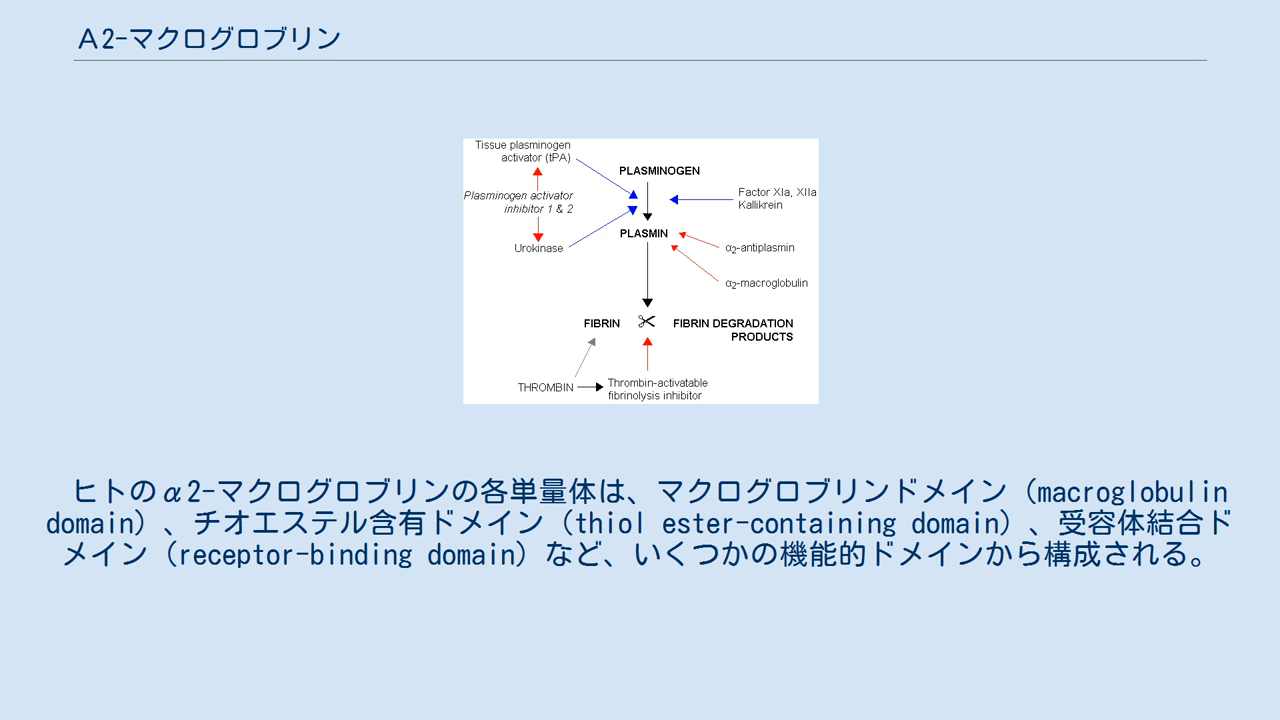 A2-マクログロブリン
Tissue plasminogen
activator (tPA)
PLASMINOGEN
Plasminogen activator
inhibitor 1 & 2
Factor XIa, XIIa
Kallikrein
PLASMIN
Urokinase
α2-antiplasmin
α2-macroglobulin
FIBRIN
FIBRIN DEGRADATION
PRODUCTS
THROMBIN
Thrombin-activatable
fibrinolysis inhibitor
ヒトのα2-マクログロブリンの各単量体は、マクログロブリンドメイン（macroglobulin
domain）、チオエステル含有ドメイン（thiol ester-containing domain）、受容体結合ド
メイン（receptor-binding domain）など、いくつかの機能的ドメインから構成される。